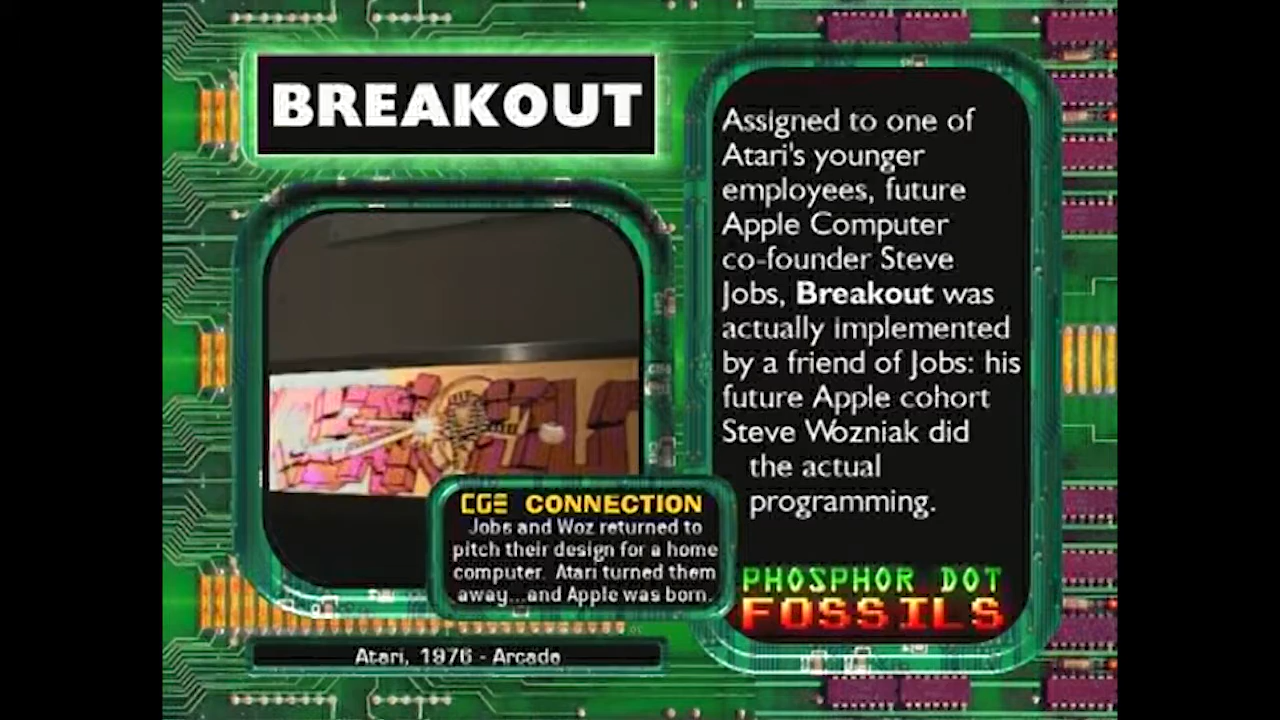 BREAKOUT
Assigned to one of
Atari's younger
employees, future
Apple Computer
co-founder Steve
Jobs, Breakout was
actually implemented
by a friend of Jobs: his
future Apple cohort
Steve Wozniak did
the actual
programming.
CGE CONNECTION
Jobs and Woz returned to
pitch their design for a home
computer. Atari turned them
away...and Apple was born.
PHOSPHOR DOT
FOSSILS
Atari, 1976 - Arcade